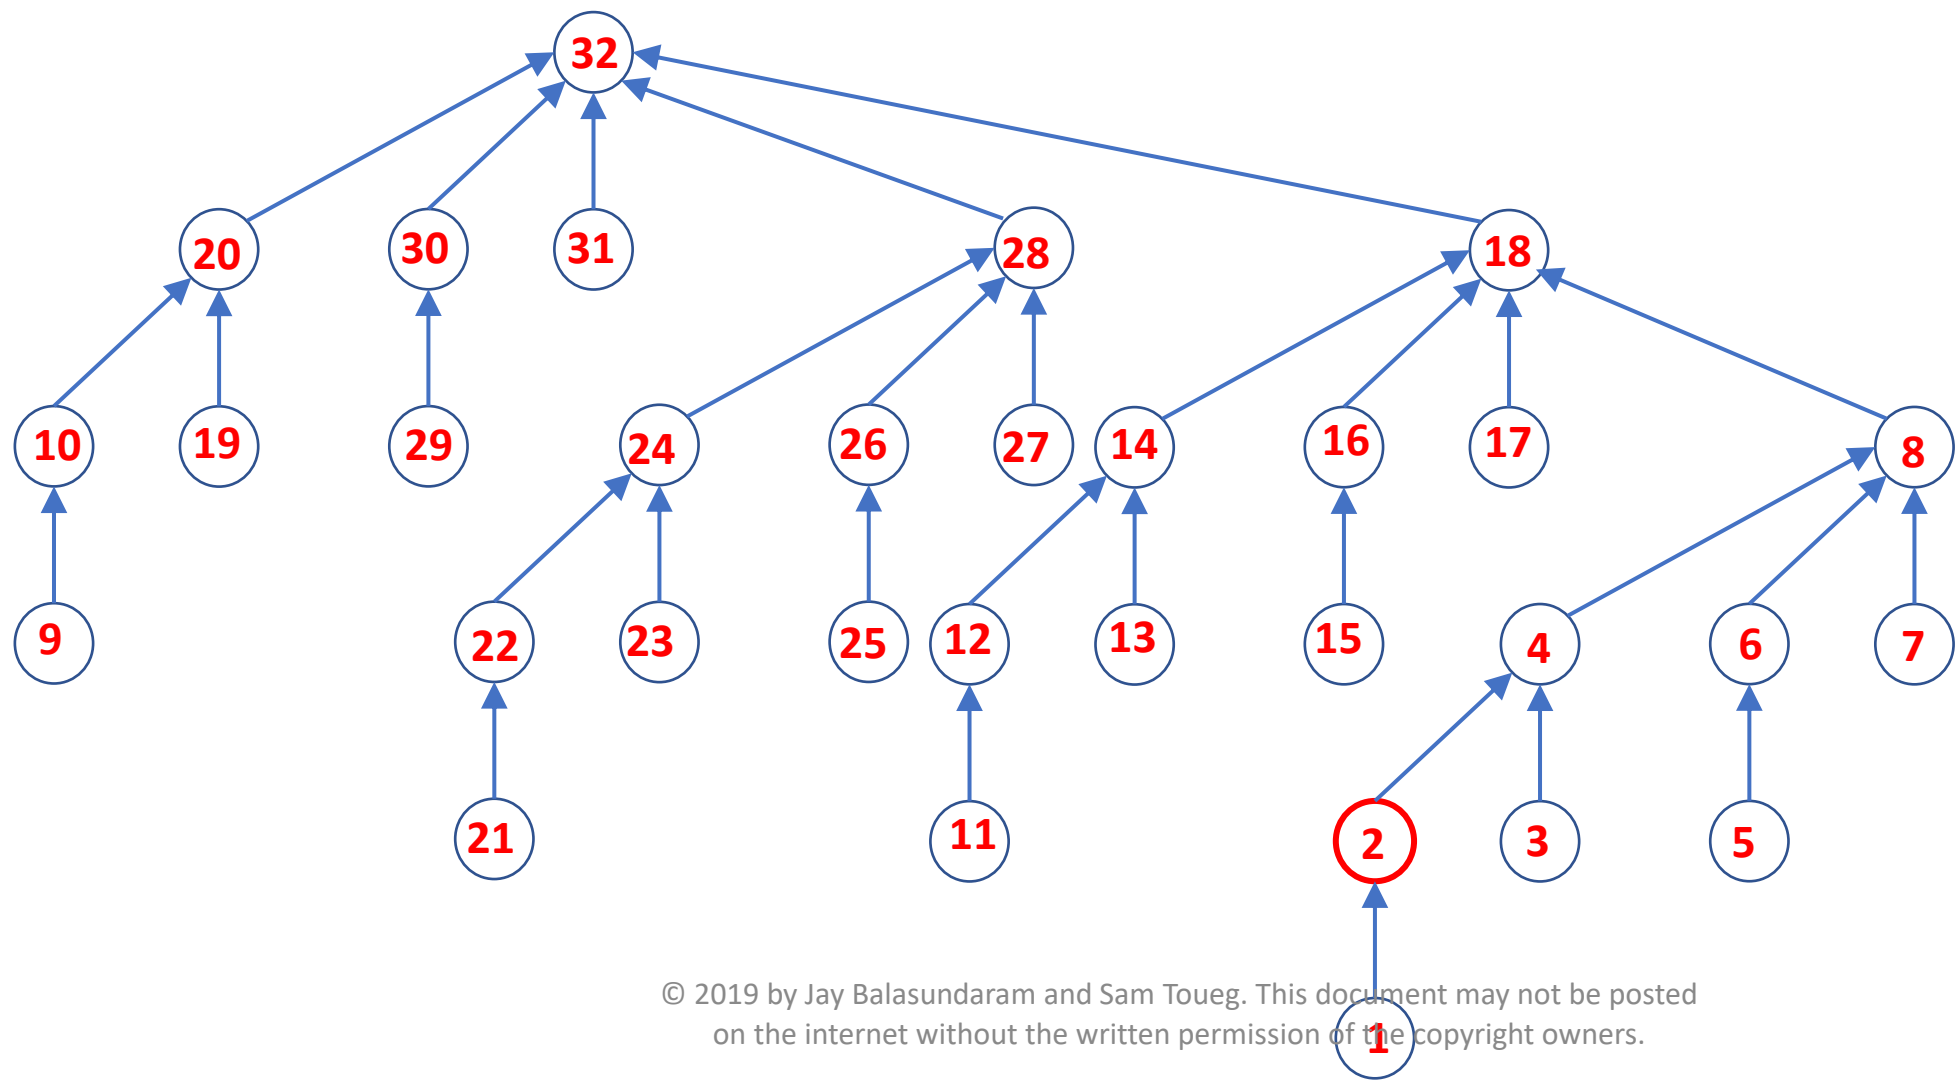 32
20 30 31 28 18
10 19 29 24 26 27 14 16 17 8
9 22 23 25 12 13 15 4 6 7
21 11 2 3 5
© 2019 by Jay Balasundaram and Sam Toueg. This document may not be posted
on the internet without the written permission of the copyright owners.
1